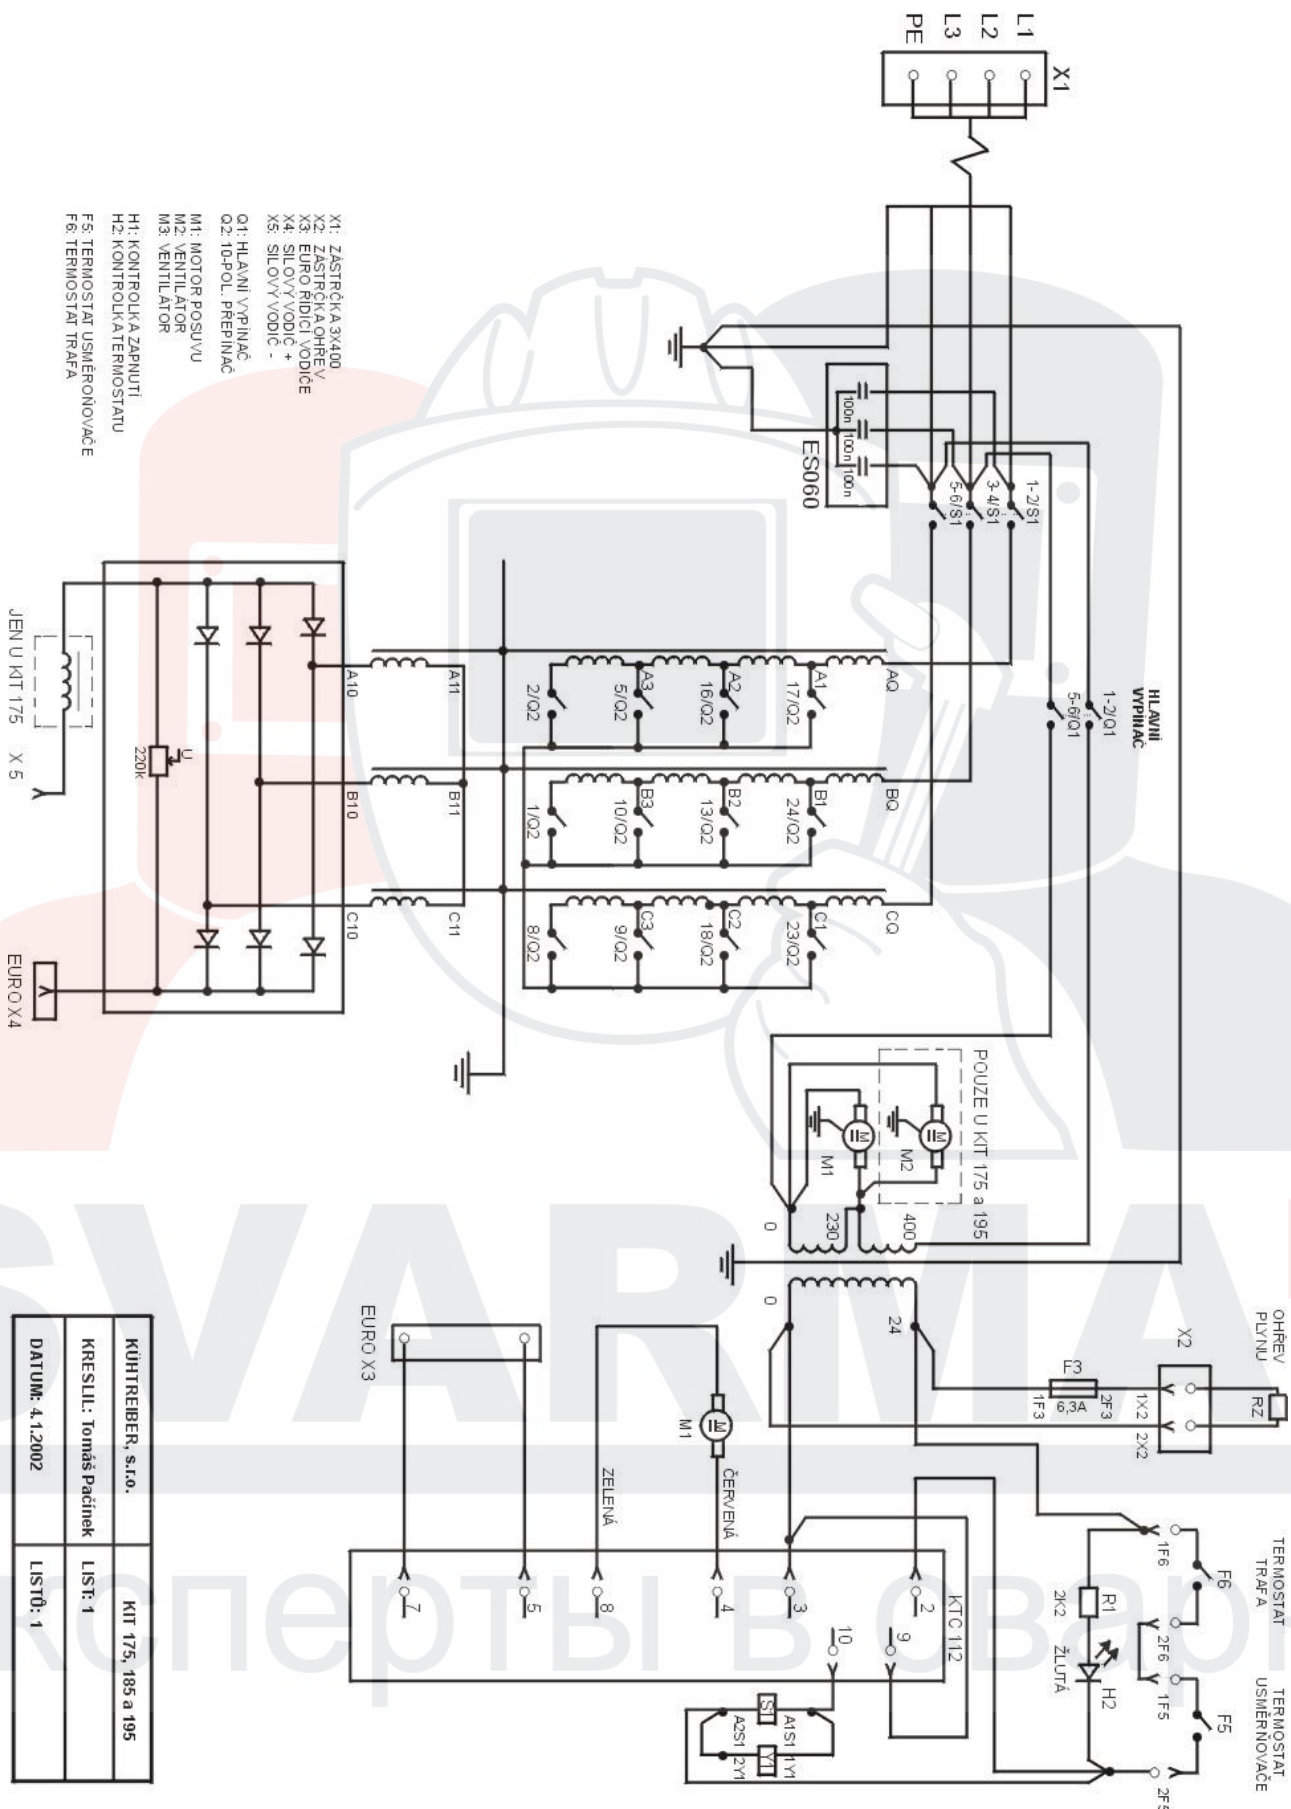 X1
L1
L2
L3
PE
X1: ZÁSTRČKA 3X400
X2: ZÁSTRČKA OHŘEV
X3: EURO ŘÍDÍCÍ VODIČE
X4: SILOVÝ VODIČ +
X5: SILOVÝ VODIČ -
Q1: HLAVNÍ VYPÍNAČ
Q2: 10-POL. PŘEPÍNAČ
M1: MOTOR POSUVU
M2: VENTILÁTOR
M3: VENTILÁTOR
H1: KONTROLKA ZAPNUTÍ
H2: KONTROLKA TERMOSTATU
F5: TERMOSTAT USMĚRŇOVAČE
F6: TERMOSTAT TRAFA
100n
100n
100n
ES060
1-2/S1
3-4/S1
5-6/S1
HLAVNÍ
VYPÍNAČ
1-2/Q1
5-6/Q1
AQ
A1
17/Q2
A2
16/Q2
A3
5/Q2
2/Q2
BQ
B1
24/Q2
B2
13/Q2
B3
10/Q2
1/Q2
CQ
C1
23/Q2
C2
18/Q2
C3
9/Q2
8/Q2
A11
A10
B11
B10
C11
C10
U
220k
JEN U KIT 175
X 5
EURO X4
POUZE U KIT 175 a 195
M
M2
M
M1
400
230
0
24
0
OHŘEV
PLYNU
RZ
X2
1X2
2X2
F3
6,3A
1F3
2F3
TERMOSTAT
TRAFA
F6
1F6
2F6
TERMOSTAT
USMĚRŇOVAČE
F5
1F5
2F5
R1
2K2
H2
ŽLUTÁ
EURO X3
M
M1
ČERVENÁ
ZELENÁ
KTC 112
2
9
3
10
4
8
5
7
S1
A1S1
A2S1
Y1
1Y1
2Y1
KÜHTREIBER, s.r.o.
KIT 175, 185 a 195
KRESLIL: Tomáš Pačínek
LIST: 1
DATUM: 4.1.2002
LISTŮ: 1
SVARMA
ксперты в свар